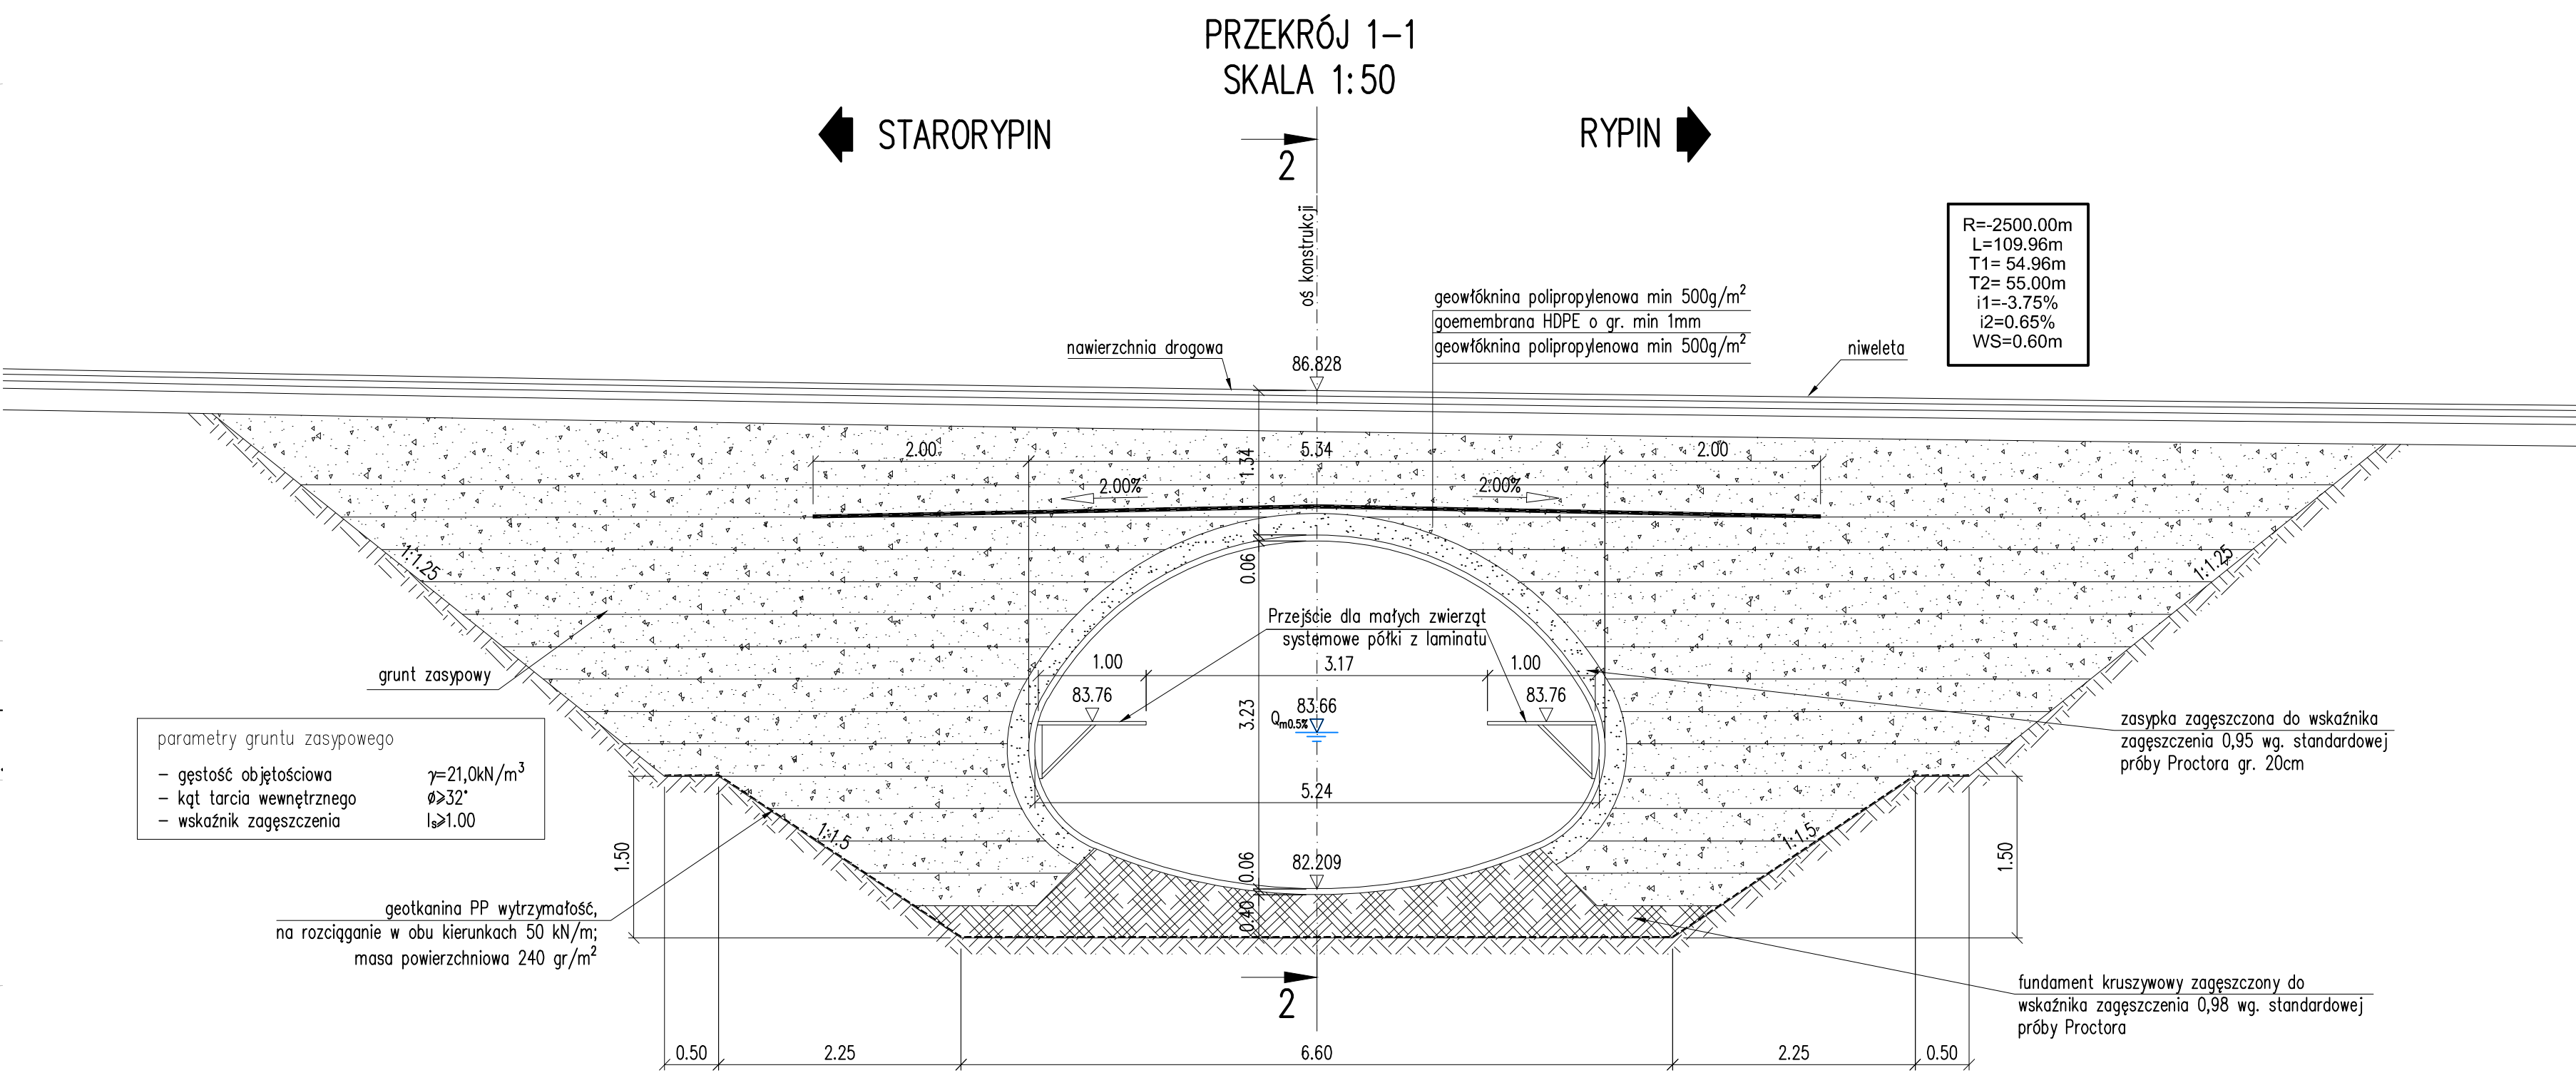 PRZEKRÓJ 1-1
SKALA 1:50
STARORYPIN
RYPIN
2
oś konstrukcji
R=-2500.00m
L=109.96m
T1= 54.96m
T2= 55.00m
i1=-3.75%
i2=0.65%
WS=0.60m
geowłóknina polipropylenowa min 500g/m²
goemembrana HDPE o gr. min 1mm
geowłóknina polipropylenowa min 500g/m²
nawierzchnia drogowa
86.828
niweleta
2.00
1.34
5.34
2.00
2.00%
2.00%
1:1.25
1:1.25
0.06
Przejście dla małych zwierząt
systemowe półki z laminatu
1.00
3.17
1.00
grunt zasypowy
83.76
83.66
83.76
Qm0.5%
3.23
zasypka zagęszczona do wskaźnika
zagęszczenia 0,95 wg. standardowej
próby Proctora gr. 20cm
parametry gruntu zasypowego
- gęstość objętościowa γ=21,0kN/m³
- kąt tarcia wewnętrznego ø⩾32°
- wskaźnik zagęszczenia Is⩾1.00
5.24
1:1.5
1:1.5
1.50
0.06
82.209
1.50
0.40
geotkanina PP wytrzymałość,
na rozciąganie w obu kierunkach 50 kN/m;
masa powierzchniowa 240 gr/m²
2
fundament kruszywowy zagęszczony do
wskaźnika zagęszczenia 0,98 wg. standardowej
próby Proctora
0.50
2.25
6.60
2.25
0.50